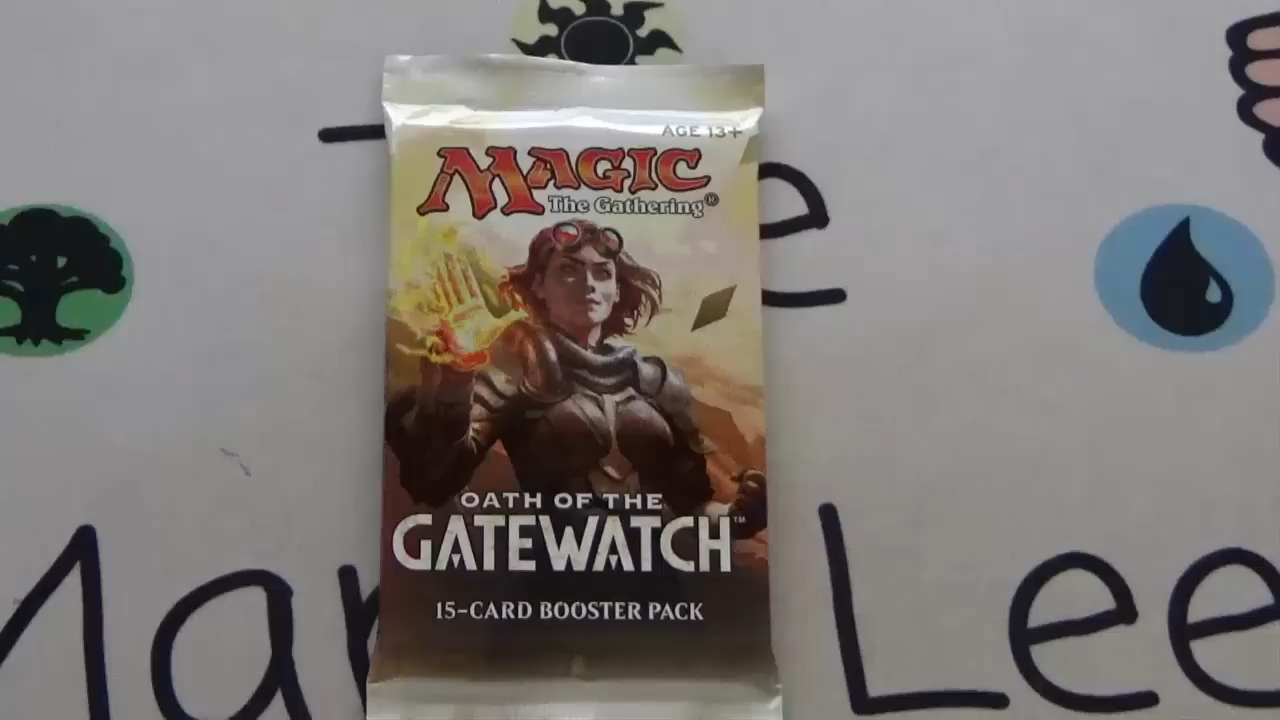 AGE 13+
MAGIC
The Gathering®
OATH OF THE
GATEWATCH™
15-CARD BOOSTER PACK
Lee